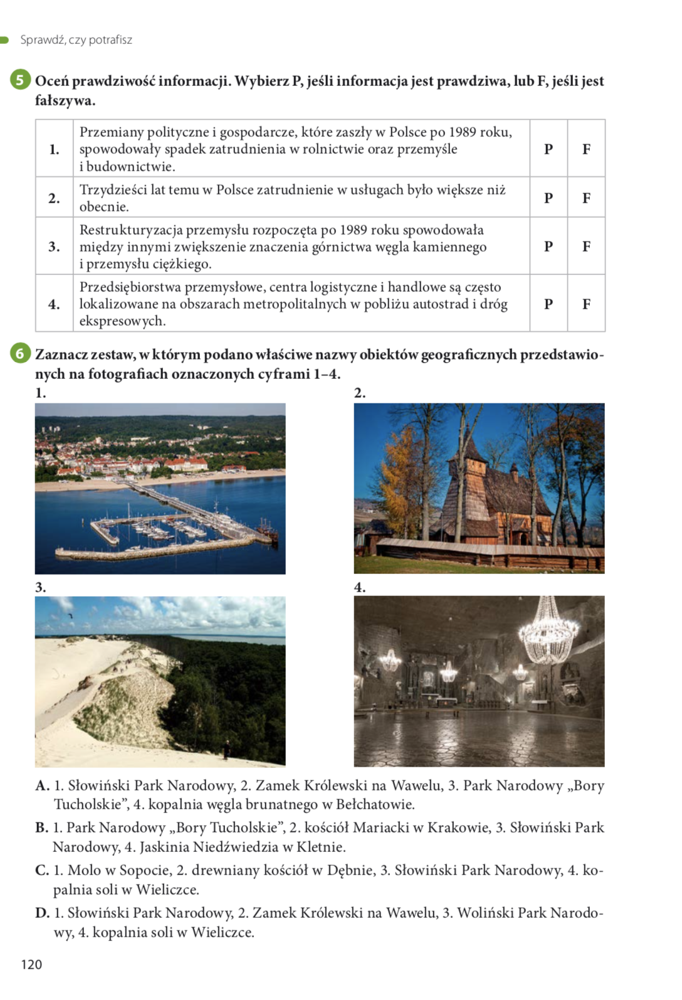 Sprawdź, czy potrafisz
5 Oceń prawdziwość informacji. Wybierz P, jeśli informacja jest prawdziwa, lub F, jeśli jest
fałszywa.
1. Przemiany polityczne i gospodarcze, które zaszły w Polsce po 1989 roku,
spowodowały spadek zatrudnienia w rolnictwie oraz przemyśle
i budownictwie.
P F
2. Trzydzieści lat temu w Polsce zatrudnienie w usługach było większe niż
obecnie.
P F
3. Restrukturyzacja przemysłu rozpoczęta po 1989 roku spowodowała
między innymi zwiększenie znaczenia górnictwa węgla kamiennego
i przemysłu ciężkiego.
P F
4. Przedsiębiorstwa przemysłowe, centra logistyczne i handlowe są często
lokalizowane na obszarach metropolitalnych w pobliżu autostrad i dróg
ekspresowych.
P F
6 Zaznacz zestaw, w którym podano właściwe nazwy obiektów geograficznych przedstawio-
nych na fotografiach oznaczonych cyframi 1–4.
1.
2.
3.
4.
A. 1. Słowiński Park Narodowy, 2. Zamek Królewski na Wawelu, 3. Park Narodowy „Bory
Tucholskie”, 4. kopalnia węgla brunatnego w Bełchatowie.
B. 1. Park Narodowy „Bory Tucholskie”, 2. kościół Mariacki w Krakowie, 3. Słowiński Park
Narodowy, 4. Jaskinia Niedźwiedzia w Kletnie.
C. 1. Molo w Sopocie, 2. drewniany kościół w Dębnie, 3. Słowiński Park Narodowy, 4. ko-
palnia soli w Wieliczce.
D. 1. Słowiński Park Narodowy, 2. Zamek Królewski na Wawelu, 3. Woliński Park Narodo-
wy, 4. kopalnia soli w Wieliczce.
120